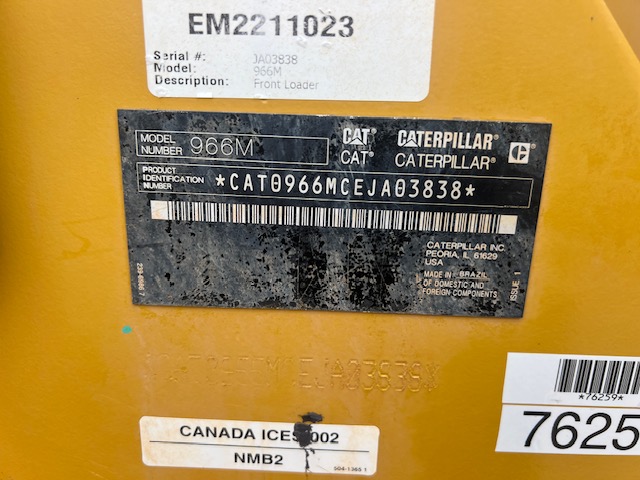 EM2211023
Serial #: JA03838
Model: 966M
Description: Front Loader
MODEL NUMBER 966M
CAT® CATERPILLAR® C®
CAT® CATERPILLAR® C
PRODUCT IDENTIFICATION NUMBER *CAT0966MCEJA03838*
CATERPILLAR INC.
PEORIA, IL 61629
USA
MADE IN BRAZIL
OF DOMESTIC AND
FOREIGN COMPONENTS
ISSUE 1
JA03838
*76259*
7625
CANADA ICES 002
NMB2